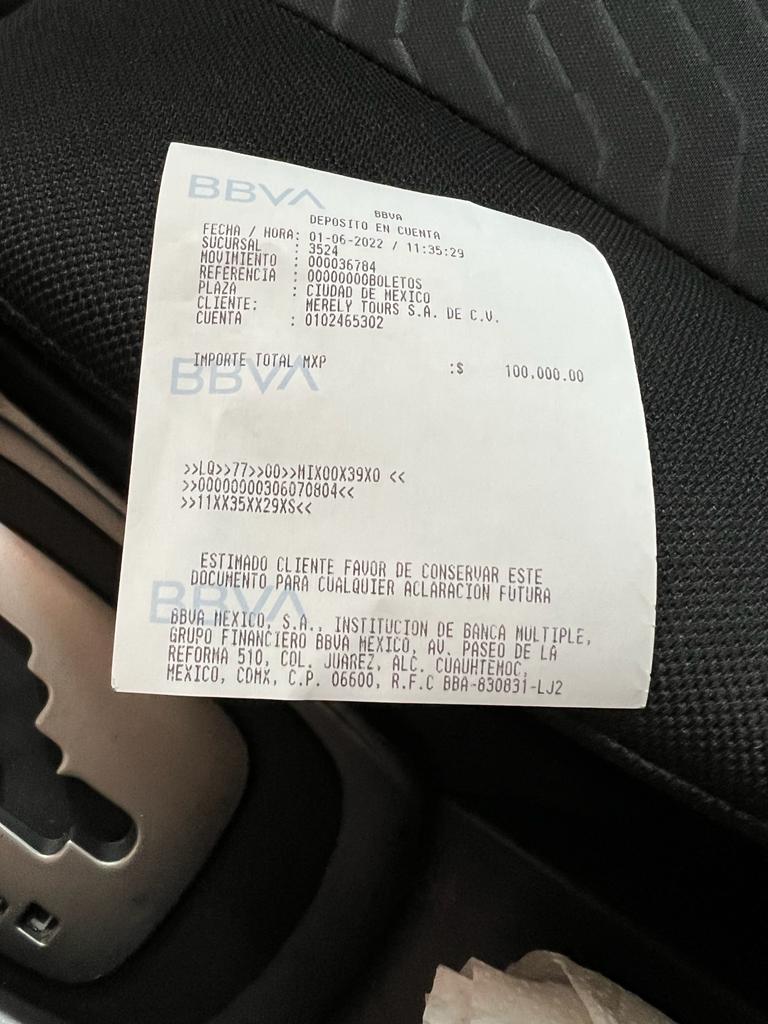 BBVA
BBVA
DEPOSITO EN CUENTA
FECHA / HORA: 01-06-2022 / 11:35:29
SUCURSAL : 3524
MOVIMIENTO : 000036784
REFERENCIA : 00000000BOLETOS
PLAZA : CIUDAD DE MEXICO
CLIENTE: MERELY TOURS S.A. DE C.V.
CUENTA : 0102465302
IMPORTE TOTAL MXP :$ 100,000.00
BBVA
>>LQ>>77>>00>>MIX00X39X0 <<
>>00000000306070804<<
>>11XX35XX29XS<<
ESTIMADO CLIENTE FAVOR DE CONSERVAR ESTE
DOCUMENTO PARA CUALQUIER ACLARACION FUTURA
BBVA
BBVA MEXICO, S.A., INSTITUCION DE BANCA MULTIPLE,
GRUPO FINANCIERO BBVA MEXICO, AV. PASEO DE LA
REFORMA 510, COL. JUAREZ, ALC. CUAUHTEMOC,
MEXICO, CDMX, C.P. 06600, R.F.C BBA-830831-LJ2